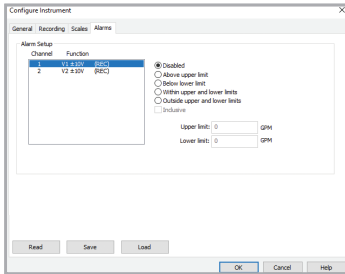 Configure Instrument
General Recording Scales Alarms
Alarm Setup
Channel Function
1 V1 ±10V (REC)
2 V2 ±10V (REC)
Disabled
Above upper limit
Below lower limit
Within upper and lower limits
Outside upper and lower limits
Inclusive
Upper limit: 0 GPM
Lower limit: 0 GPM
Read Save Load
OK Cancel Help